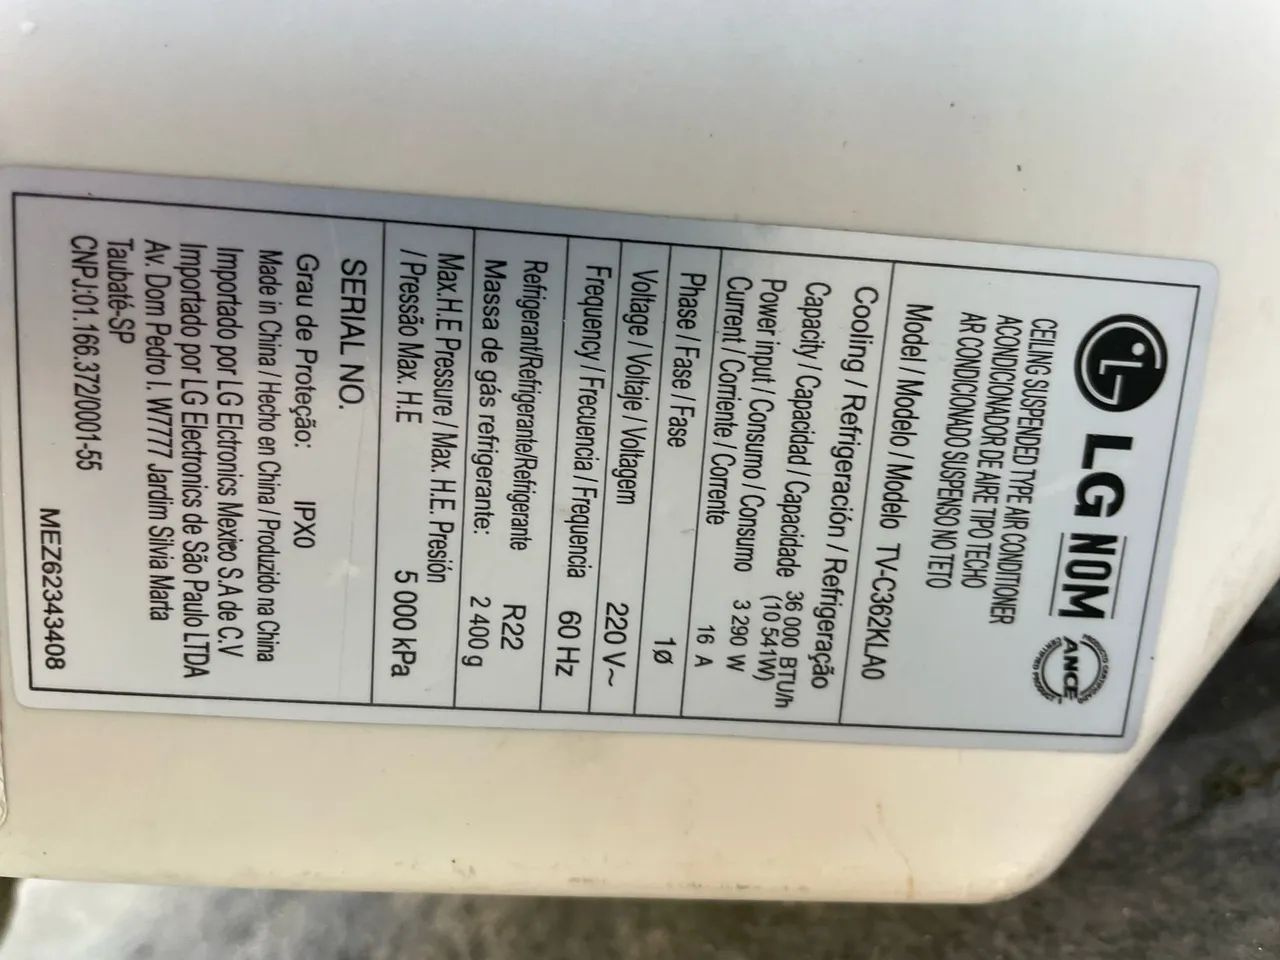 LG NOM
PRODUCTO CERTIFICADO
ANCE
CERTIFIED PRODUCT
CEILING SUSPENDED TYPE AIR CONDITIONER
ACONDICIONADOR DE AIRE TIPO TECHO
AR CONDICIONADO SUSPENSO NO TETO
Model / Modelo / Modelo TV-C362KLA0
Cooling / Refrigeración / Refrigeração
Capacity / Capacidad / Capacidade 36 000 BTU/h
(10 541W)
Power input / Consumo / Consumo 3 290 W
Current / Corriente / Corrente 16 A
Phase / Fase / Fase 1ø
Voltage / Voltaje / Voltagem 220 V~
Frequency / Frecuencia / Frequencia 60 Hz
Refrigerant/Refrigerante/Refrigerante R22
Massa de gás refrigerante: 2 400 g
Max.H.E Pressure / Max. H.E. Presión
/ Pressão Max. H.E 5 000 kPa
SERIAL NO.
Grau de Proteção: IPX0
Made in China / Hecho en China / Produzido na China
Importado por LG Elctronics Mexico S.A de C.V
Importado por LG Electronics de São Paulo LTDA
Av. Dom Pedro I. W7777 Jardim Silvia Marta
Taubaté-SP
CNPJ:01.166.372/0001-55
MEZ62343408